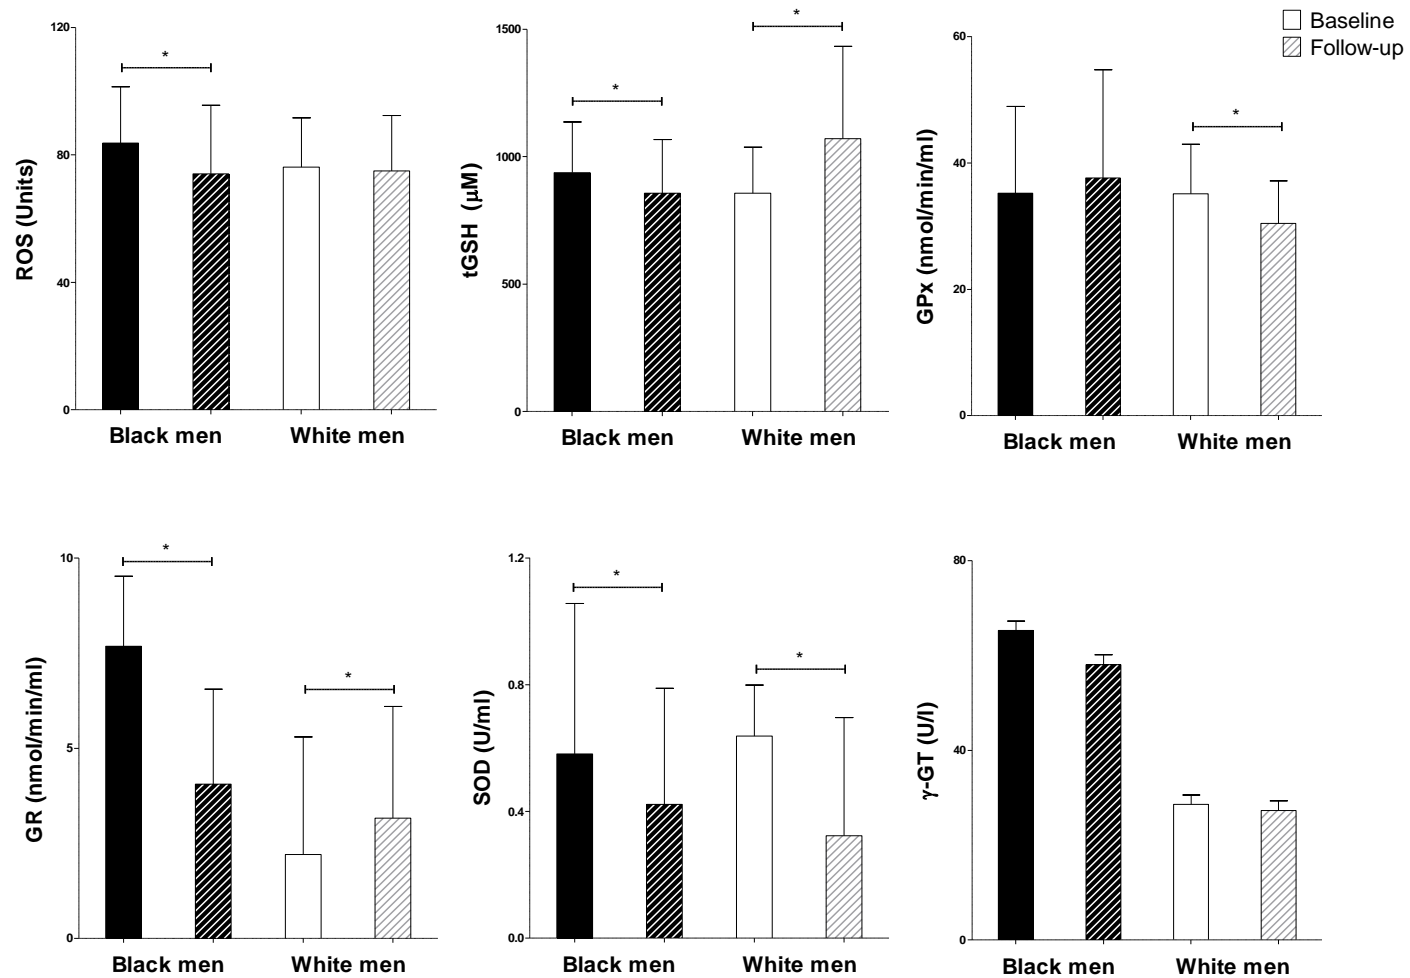 Baseline
Follow-up
ROS (Units)
120
80
40
0
*
Black men White men
tGSH (μM)
1500
1000
500
0
*
*
Black men White men
GPx (nmol/min/ml)
60
40
20
0
*
Black men White men
GR (nmol/min/ml)
10
5
0
*
*
Black men White men
SOD (U/ml)
1.2
0.8
0.4
0.0
*
*
Black men White men
γ-GT (U/l)
80
40
0
Black men White men